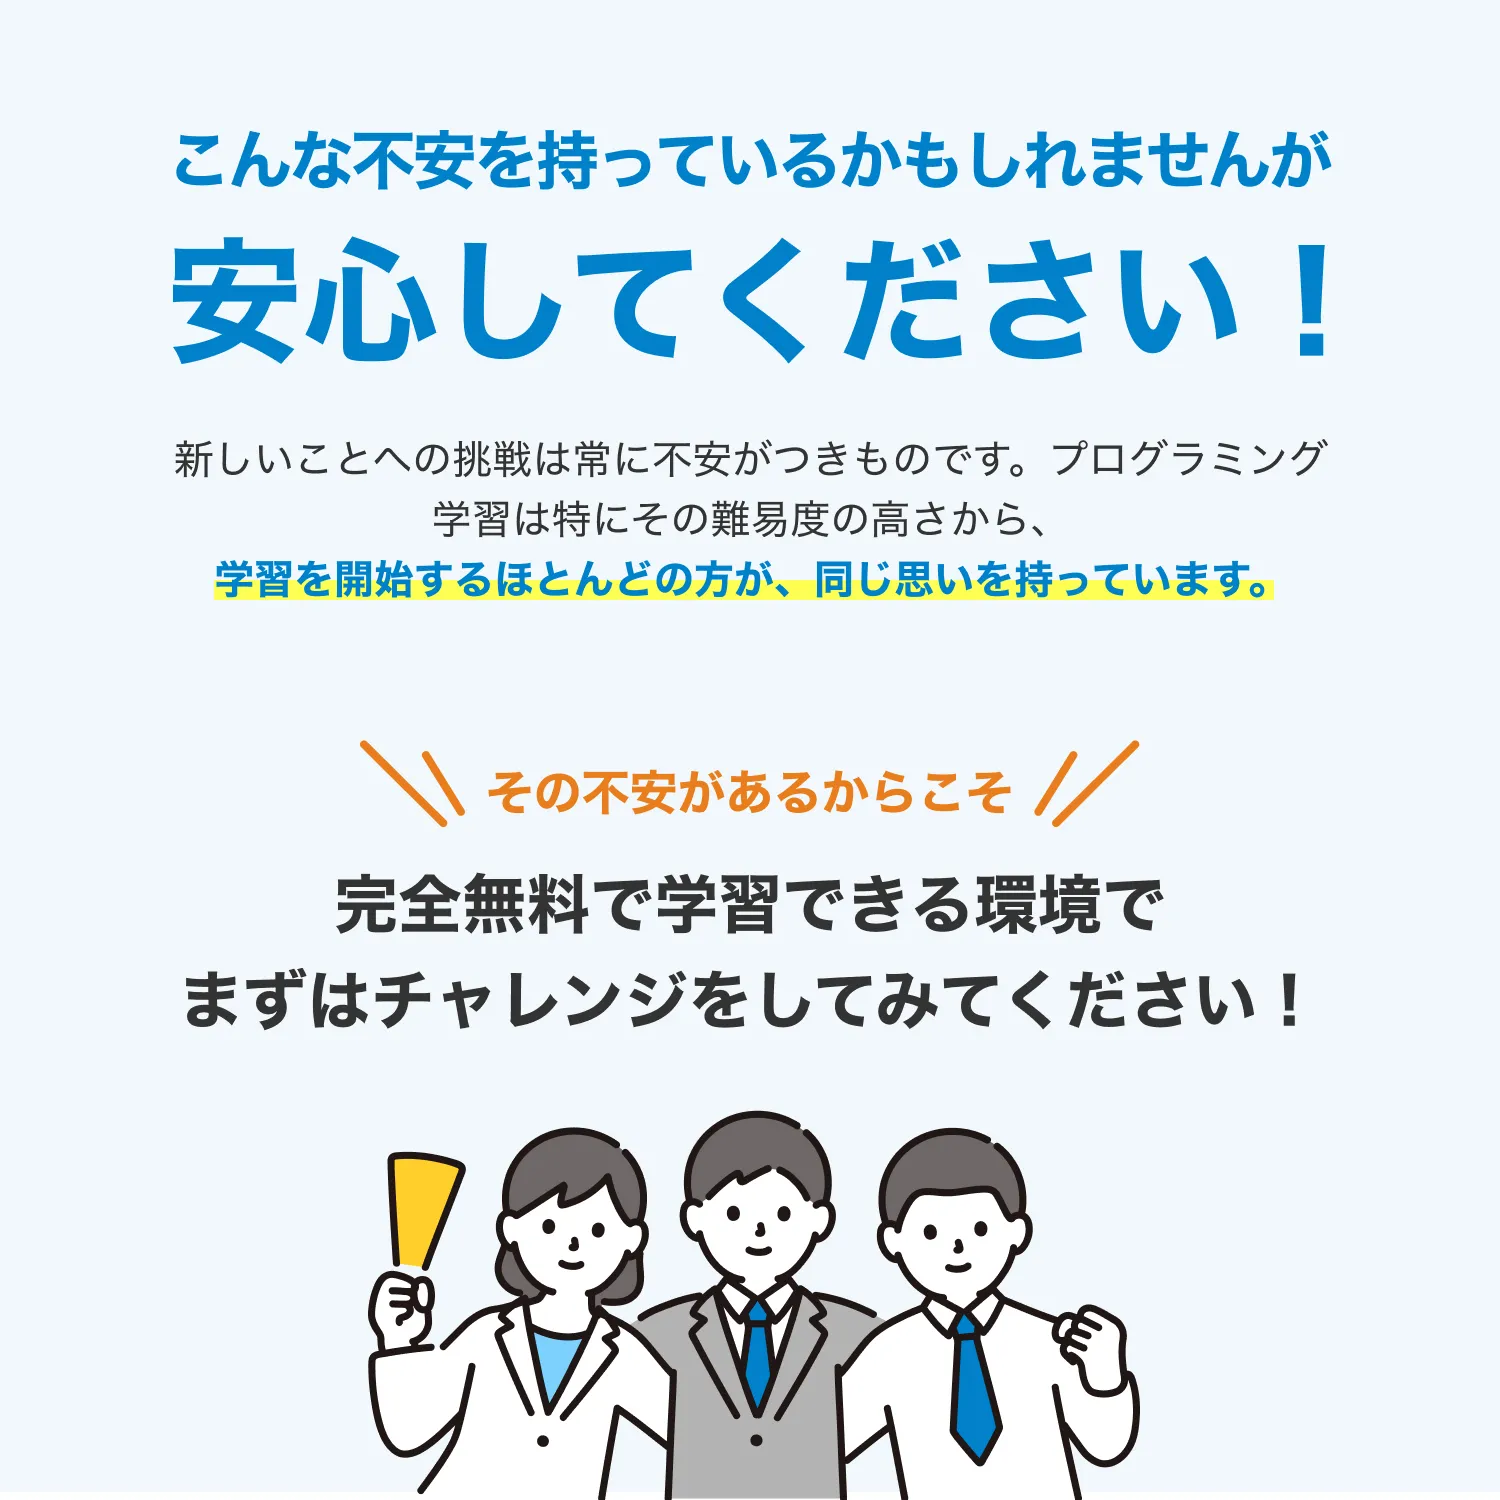 こんな不安を持っているかもしれませんが
安心してください！
新しいことへの挑戦は常に不安がつきものです。プログラミング
学習は特にその難易度の高さから、
学習を開始するほとんどの方が、同じ思いを持っています。
その不安があるからこそ
完全無料で学習できる環境で
まずはチャレンジをしてみてください！